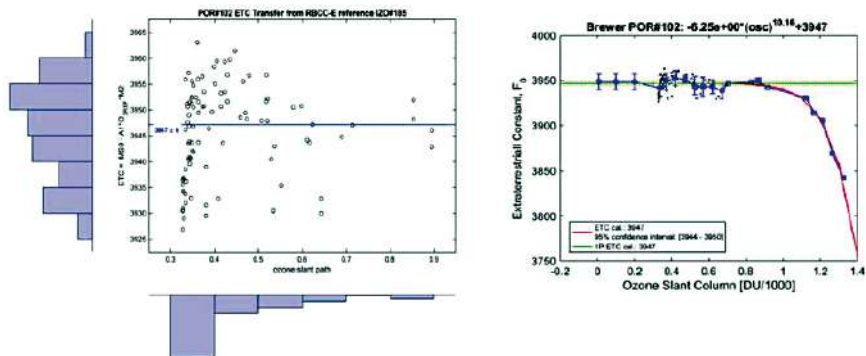 POR#102 ETC Transfer from RBCC-E reference IZO#185
3965
3960
3955
3950
3945
3940
3935
3930
3925
3947 ± 
0.3 0.4 0.5 0.6 0.7 0.8 0.9
ozone slant path
Brewer POR#102: -6.25e+00*(osc)^10.16+3947
Extraterrestrial Constant, F0
4000
3950
3900
3850
3800
3750
ETC cal.: 3947
95% confidence interval: [3944 - 3950]
1P ETC cal.: 3947
-0.2 0 0.2 0.4 0.6 0.8 1 1.2 1.4
Ozone Slant Column [DU/1000]